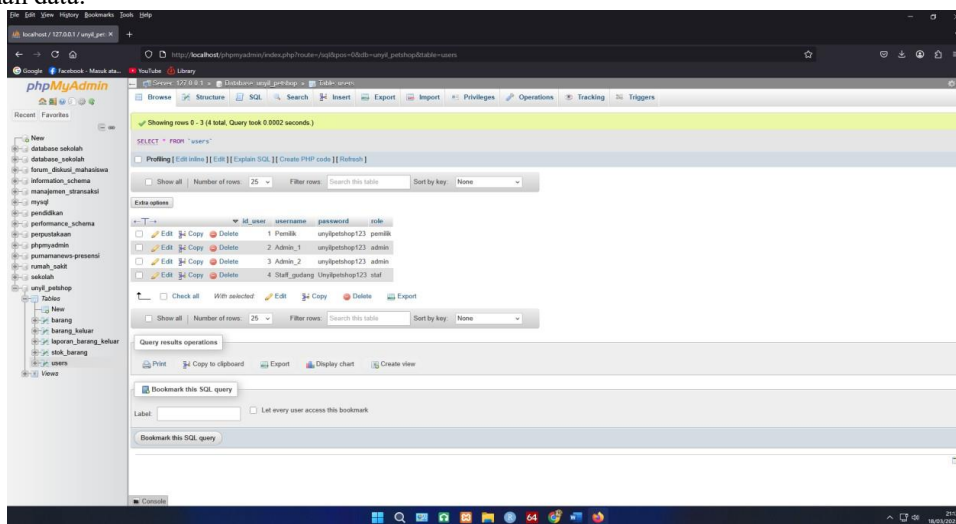 File Edit View History Bookmarks Tools Help
localhost / 127.0.0.1 / unyil_pet
http://localhost/phpmyadmin/index.php?route=/sql&pos=0&db=unyil_petshop&table=users
Google Facebook - Masuk ata... YouTube Library
phpMyAdmin
Recent Favorites
New
database sekolah
database_sekolah
forum_diskusi_mahasiswa
information_schema
manajemen_stransaksi
mysql
pendidikan
performance_schema
perpustakaan
phpmyadmin
purnamanews-presensi
rumah_sakit
sekolah
unyil_petshop
Tables
New
barang
barang_keluar
laporan_barang_keluar
stok_barang
users
Views
Server: 127.0.0.1 » Database: unyil_petshop » Table: users
Browse Structure SQL Search Insert Export Import Privileges Operations Tracking Triggers
Showing rows 0 - 3 (4 total, Query took 0.0002 seconds.)
SELECT * FROM `users`
Profiling [ Edit inline ] [ Edit ] [ Explain SQL ] [ Create PHP code ] [ Refresh ]
Show all | Number of rows: 25 Filter rows: Search this table Sort by key: None
Extra options
←T→ id_user username password role
Edit Copy Delete 1 Pemilik unyilpetshop123 pemilik
Edit Copy Delete 2 Admin_1 unyilpetshop123 admin
Edit Copy Delete 3 Admin_2 unyilpetshop123 admin
Edit Copy Delete 4 Staff_gudang Unyilpetshop123 staf
Check all With selected: Edit Copy Delete Export
Show all | Number of rows: 25 Filter rows: Search this table Sort by key: None
Query results operations
Print Copy to clipboard Export Display chart Create view
Bookmark this SQL query
Label: Let every user access this bookmark
Bookmark this SQL query
Console